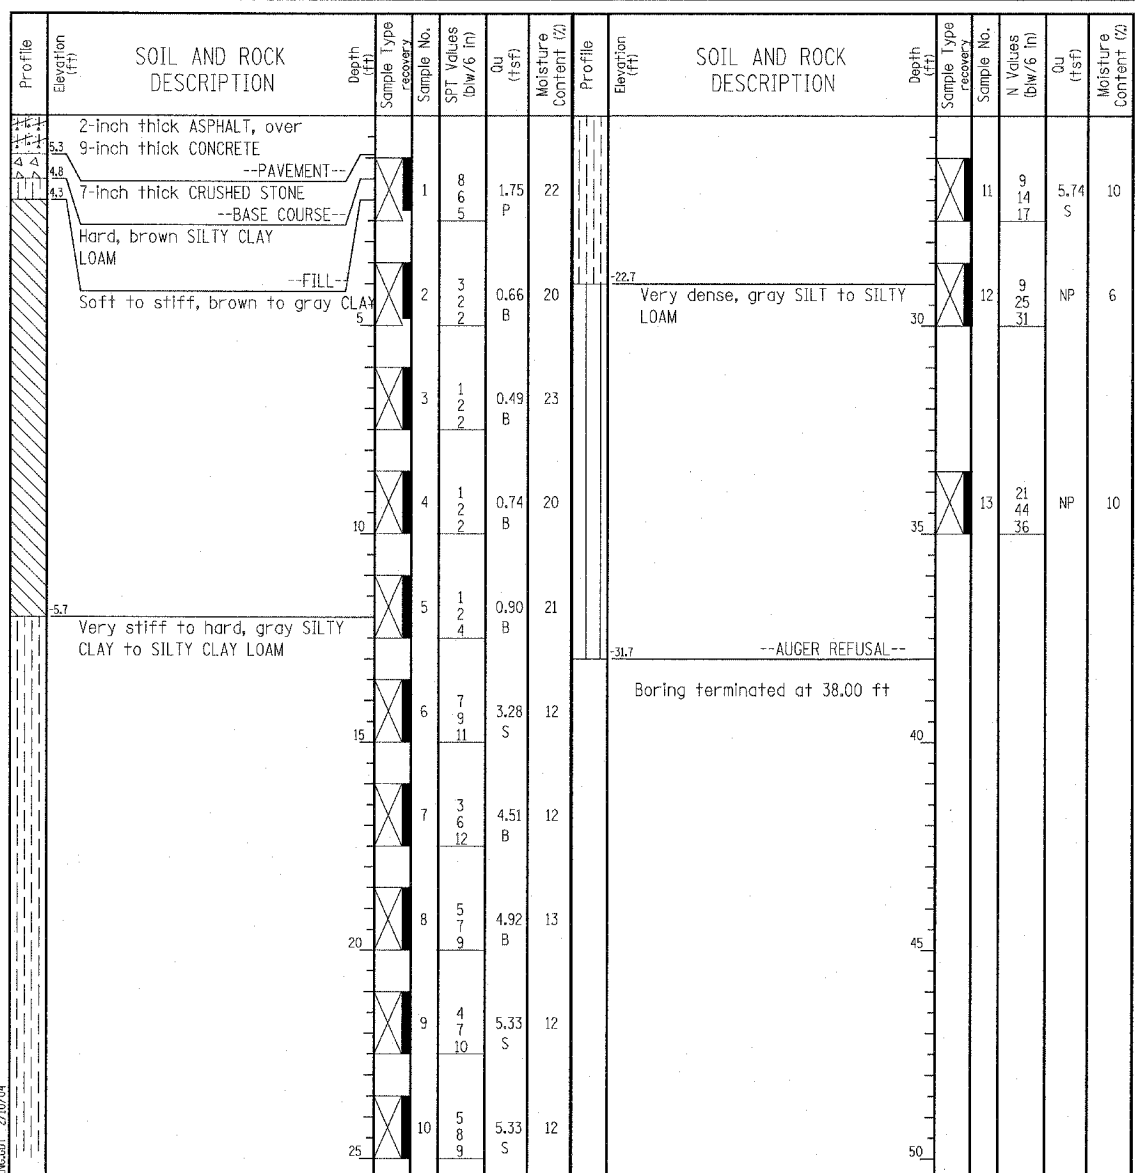 Profile
Elevation
(ft)
SOIL AND ROCK
DESCRIPTION
Depth
(ft)
Sample Type
recovery
Sample No.
SPT Values
(blw/6 in)
Qu
(tsf)
Moisture
Content (%)
Profile
Elevation
(ft)
SOIL AND ROCK
DESCRIPTION
Depth
(ft)
Sample Type
recovery
Sample No.
N Values
(blw/6 in)
Qu
(tsf)
Moisture
Content (%)
2-inch thick ASPHALT, over
5.3 9-inch thick CONCRETE
4.8 --PAVEMENT--
4.3 7-inch thick CRUSHED STONE
--BASE COURSE--
Hard, brown SILTY CLAY
LOAM
--FILL--
Soft to stiff, brown to gray CLAY
5
10
-5.7
Very stiff to hard, gray SILTY
CLAY to SILTY CLAY LOAM
15
20
25
1
8
6
5
1.75
P
22
2
3
2
2
0.66
B
20
3
1
2
2
0.49
B
23
4
1
2
2
0.74
B
20
5
1
2
4
0.90
B
21
6
7
9
11
3.28
S
12
7
3
6
12
4.51
B
12
8
5
7
9
4.92
B
13
9
4
7
10
5.33
S
12
10
5
8
9
5.33
S
12
-22.7
Very dense, gray SILT to SILTY
LOAM
30
35
-31.7 --AUGER REFUSAL--
Boring terminated at 38.00 ft
40
45
50
11
9
14
17
5.74
S
10
12
9
25
31
NP
6
13
21
44
36
NP
10
2/10/04